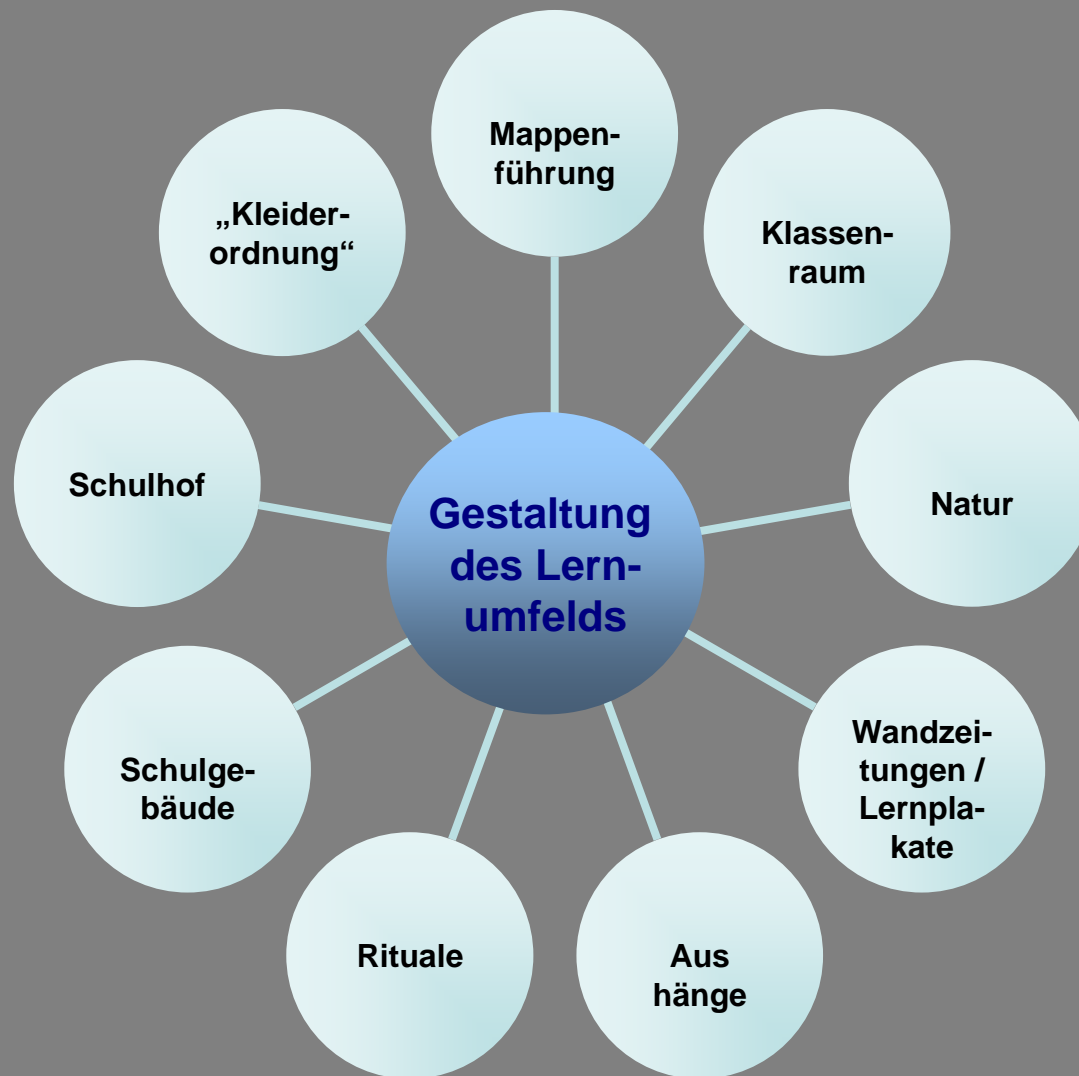 Mappen-
führung
Klassen-
raum
Natur
Wandzei-
tungen /
Lernpla-
kate
Aus
hänge
Rituale
Schulge-
bäude
Schulhof
„Kleider-
ordnung“
Gestaltung
des Lern-
umfelds